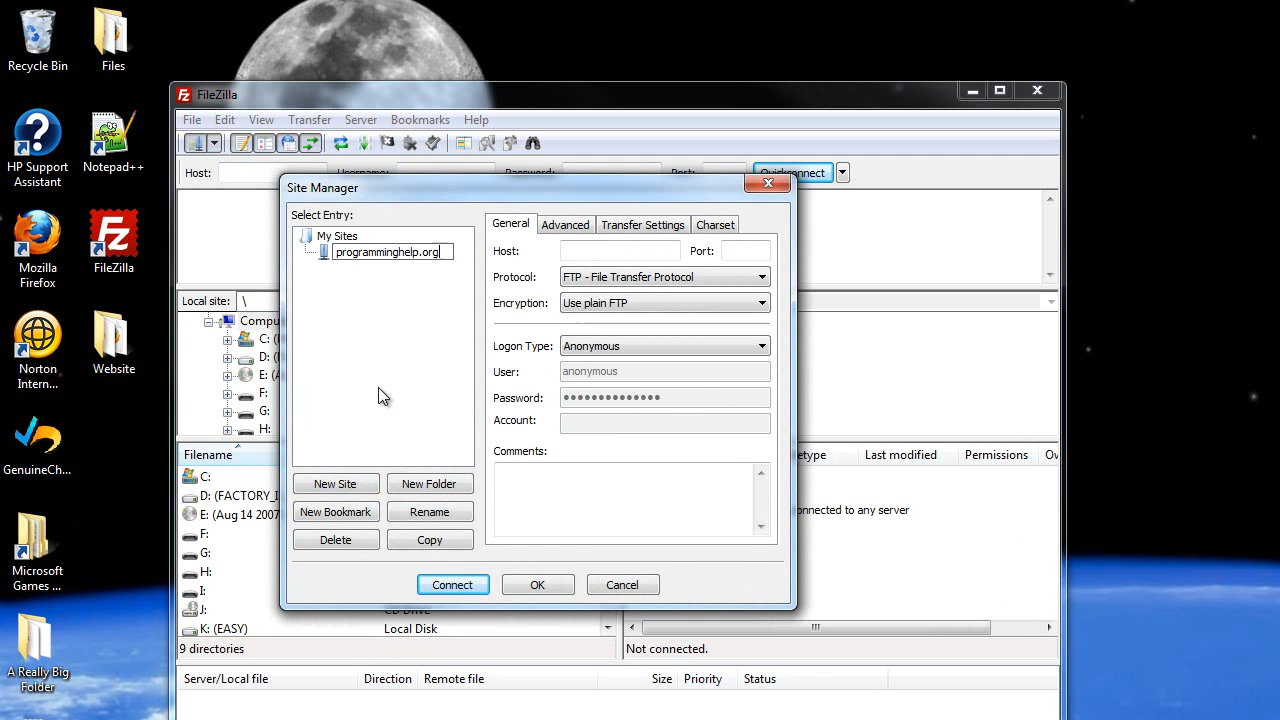 Recycle Bin
Files
HP Support
Assistant
Notepad++
Mozilla
Firefox
FileZilla
Norton
Intern...
Website
GenuineCh...
Microsoft
Games ...
A Really Big
Folder
FileZilla
File Edit View Transfer Server Bookmarks Help
Host: Quickconnect
Site Manager
Select Entry:
My Sites
programminghelp.org
New Site New Folder
New Bookmark Rename
Delete Copy
General Advanced Transfer Settings Charset
Host: Port:
Protocol: FTP - File Transfer Protocol
Encryption: Use plain FTP
Logon Type: Anonymous
User: anonymous
Password: ●●●●●●●●●●●●●●
Account:
Comments:
Connect OK Cancel
Local site: \
Compu
C: (
D: (
E: (A
F:
G:
H:
Filename
C:
D: (FACTORY_I
E: (Aug 14 2007
F:
G:
H:
I:
J:
K: (EASY) Local Disk
9 directories
etype Last modified Permissions Ov
onnected to any server
Not connected.
Server/Local file Direction Remote file Size Priority Status